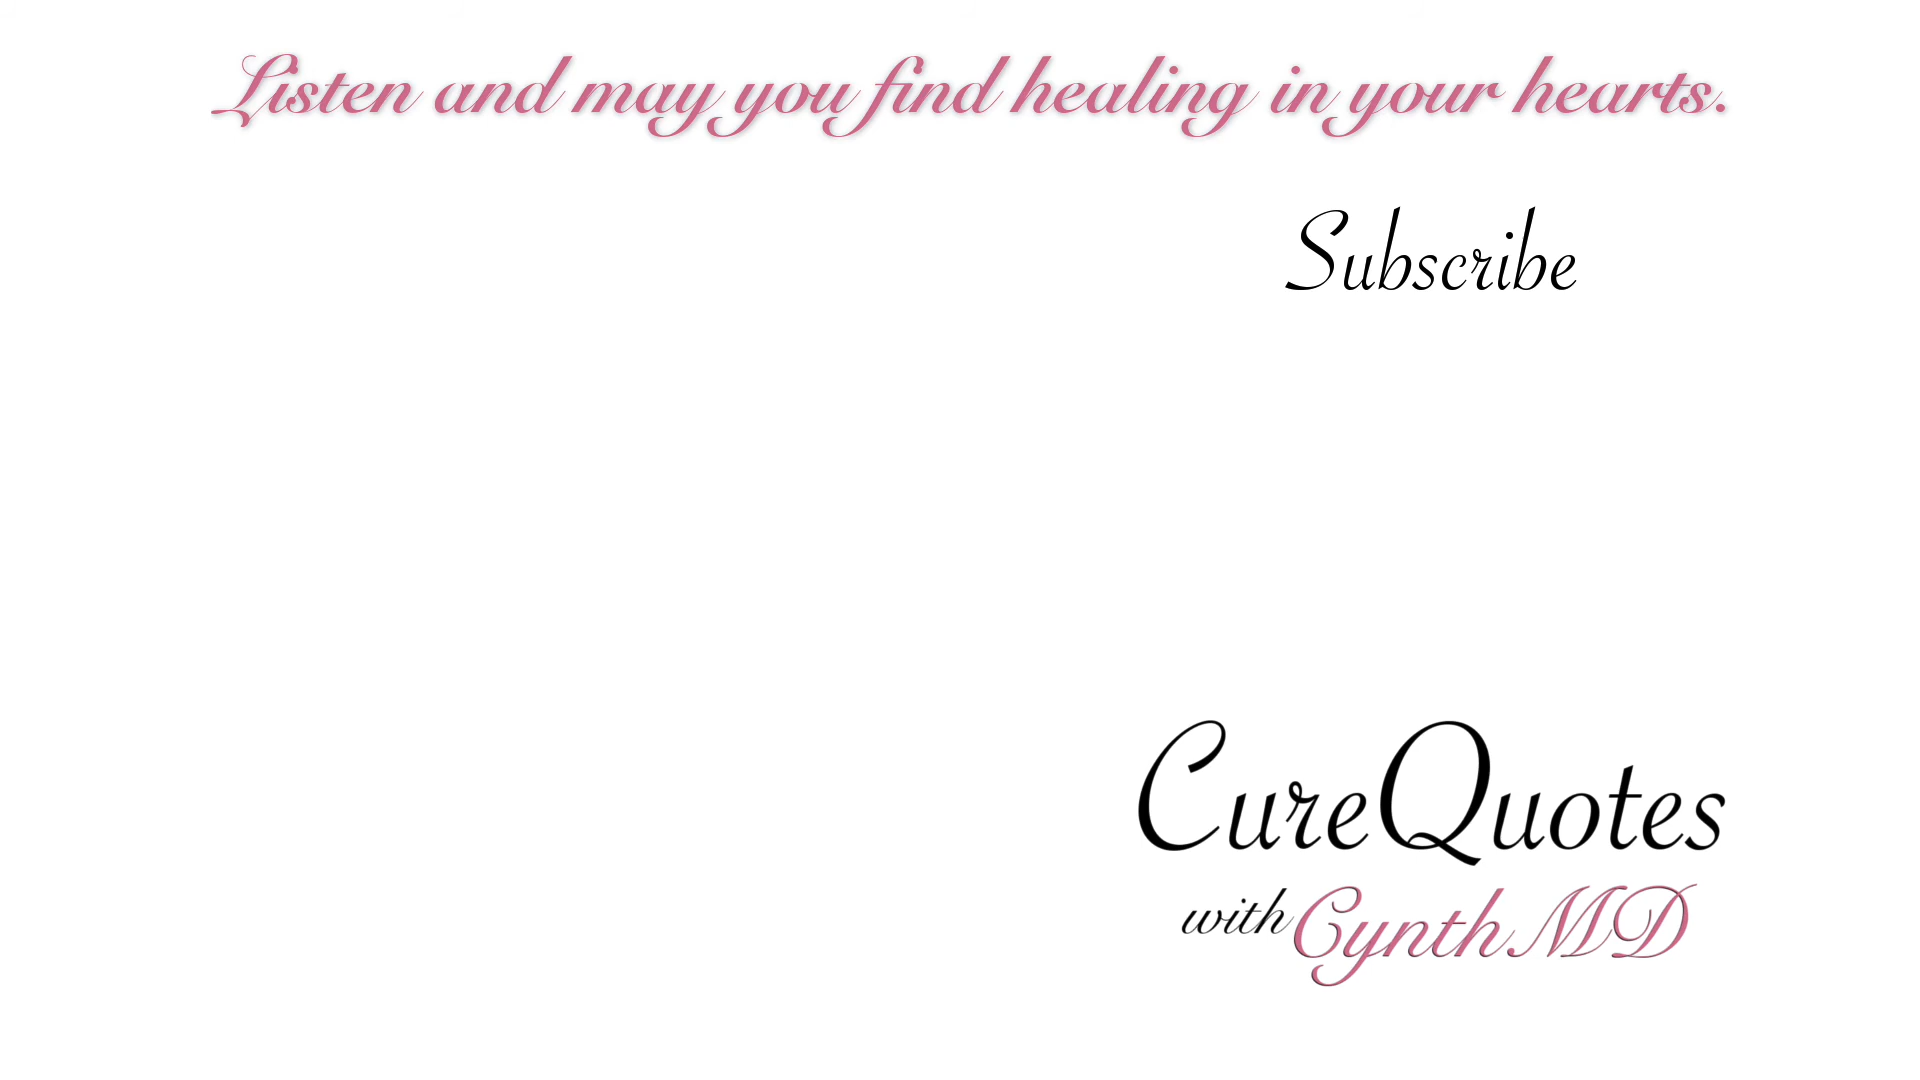 Listen and may you find healing in your hearts.
Subscribe
CureQuotes
with CynthMD